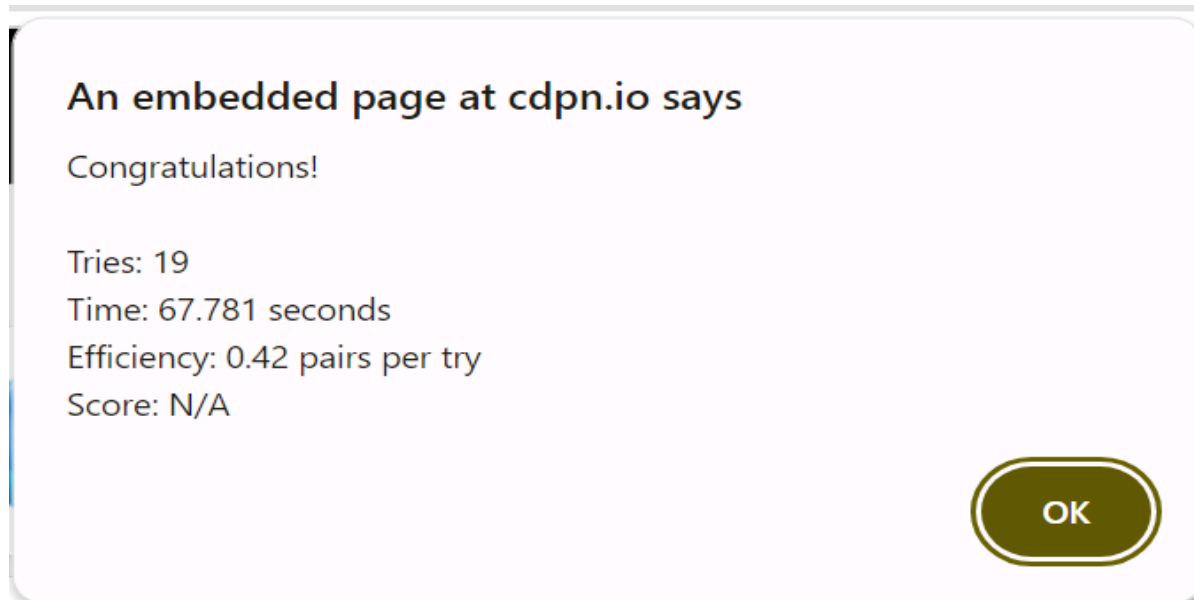 An embedded page at cdpn.io says
Congratulations!
Tries: 19
Time: 67.781 seconds
Efficiency: 0.42 pairs per try
Score: N/A
OK